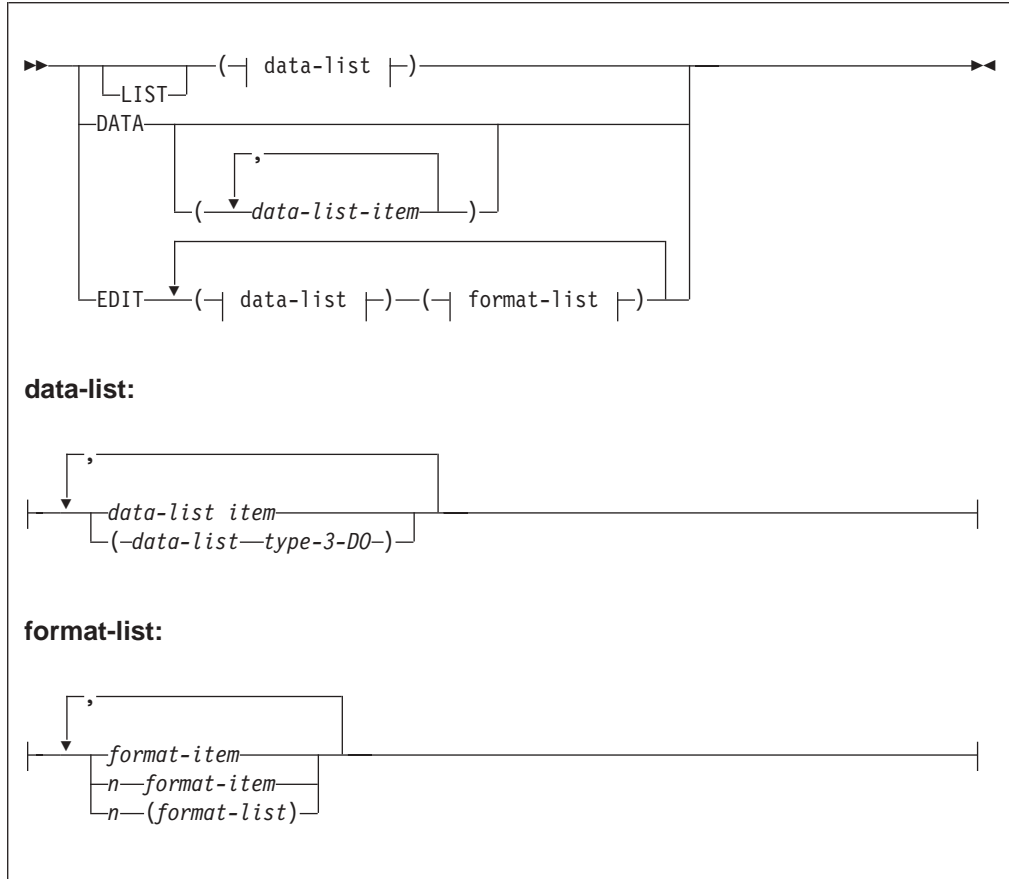 ( data-list )
LIST
DATA
,
( data-list-item )
EDIT ( data-list ) ( format-list )
data-list:
,
data-list item
(data-list type-3-DO)
format-list:
,
format-item
n format-item
n (format-list)